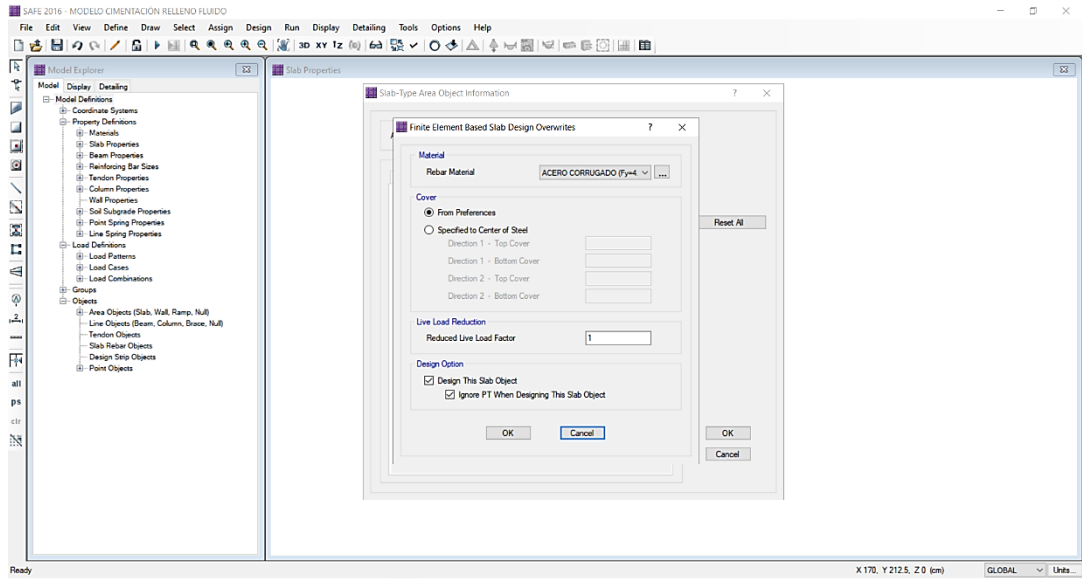 SAFE 2016 - MODELO CIMENTACIÓN RELLENO FLUIDO
File Edit View Define Draw Select Assign Design Run Display Detailing Tools Options Help
3D XY
Model Explorer
Model Display Detailing
Model Definitions
Coordinate Systems
Property Definitions
Materials
Slab Properties
Beam Properties
Reinforcing Bar Sizes
Tendon Properties
Column Properties
Wall Properties
Soil Subgrade Properties
Point Spring Properties
Line Spring Properties
Load Definitions
Load Patterns
Load Cases
Load Combinations
Groups
Objects
Area Objects (Slab, Wall, Ramp, Null)
Line Objects (Beam, Column, Brace, Null)
Tendon Objects
Slab Rebar Objects
Design Strip Objects
Point Objects
all
ps
clr
Slab Properties
Slab-Type Area Object Information
Reset All
OK
Cancel
Finite Element Based Slab Design Overwrites
Material
Rebar Material ACERO CORRUGADO (Fy=4. ...
Cover
From Preferences
Specified to Center of Steel
Direction 1 - Top Cover
Direction 1 - Bottom Cover
Direction 2 - Top Cover
Direction 2 - Bottom Cover
Live Load Reduction
Reduced Live Load Factor 1
Design Option
Design This Slab Object
Ignore PT When Designing This Slab Object
OK Cancel
Ready X 170, Y 212.5, Z 0 (cm) GLOBAL Units...